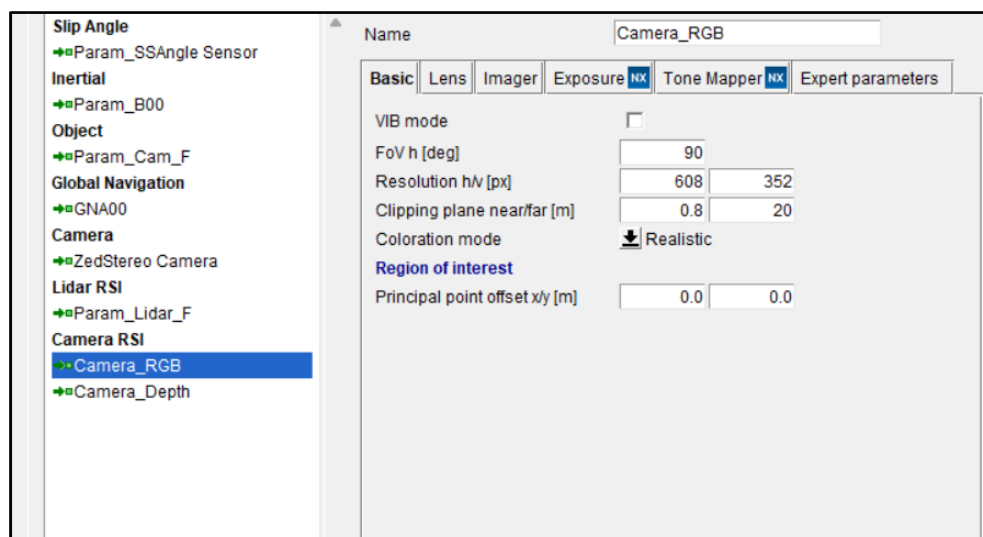 Slip Angle
Param_SSAngle Sensor
Inertial
Param_B00
Object
Param_Cam_F
Global Navigation
GNA00
Camera
ZedStereo Camera
Lidar RSI
Param_Lidar_F
Camera RSI
Camera_RGB
Camera_Depth
Name Camera_RGB
Basic Lens Imager Exposure NX Tone Mapper NX Expert parameters
VIB mode
FoV h [deg] 90
Resolution h/v [px] 608 352
Clipping plane near/far [m] 0.8 20
Coloration mode Realistic
Region of interest
Principal point offset x/y [m] 0.0 0.0